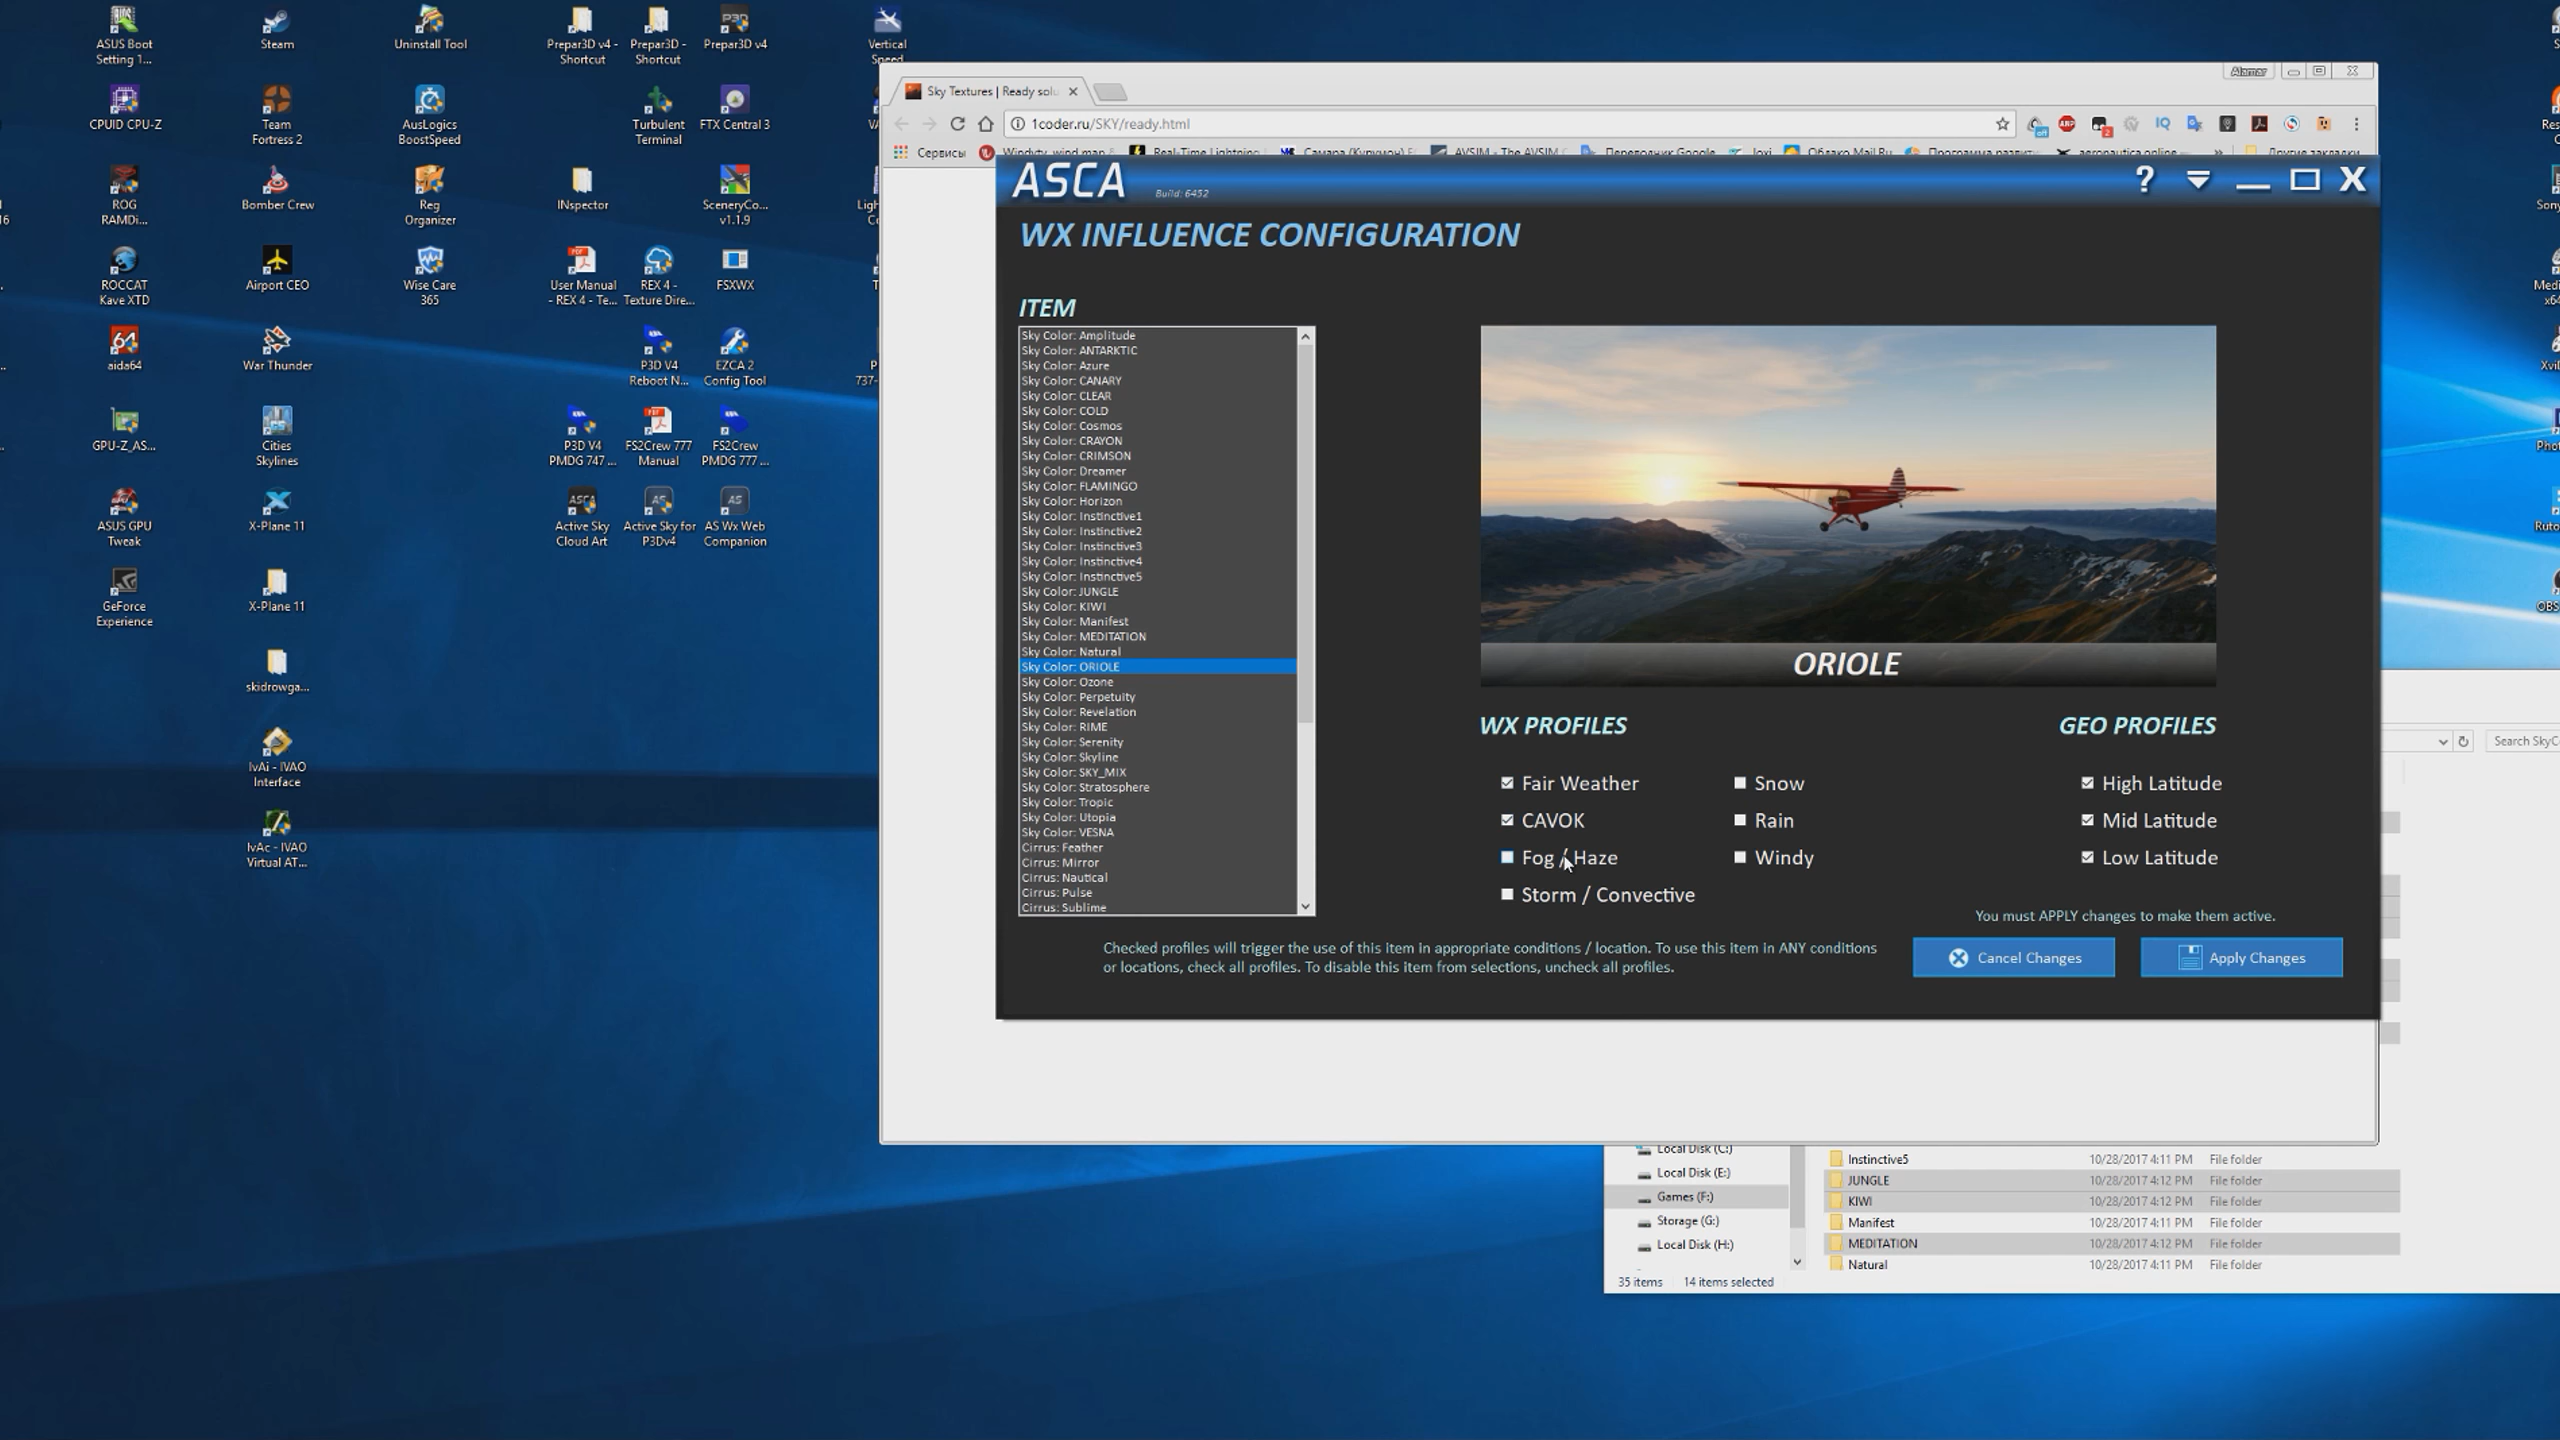 ASUS Boot
Setting 1...
Steam
Uninstall Tool
Prepar3D v4 -
Shortcut
Prepar3D -
Shortcut
Prepar3D v4
Vertical
Speed
CPUID CPU-Z
Team
Fortress 2
AusLogics
BoostSpeed
Turbulent
Terminal
FTX Central 3
ROG
RAMDi...
Bomber Crew
Reg
Organizer
INspector
SceneryCo...
v1.1.9
ROCCAT
Kave XTD
Airport CEO
Wise Care
365
User Manual
- REX 4 - Te...
REX 4 -
Texture Dire...
FSXWX
aida64
War Thunder
P3D V4
Reboot N...
EZCA 2
Config Tool
GPU-Z_AS...
Cities
Skylines
P3D V4
PMDG 747 ...
FS2Crew 777
Manual
FS2Crew
PMDG 777 ...
ASUS GPU
Tweak
X-Plane 11
Active Sky
Cloud Art
Active Sky for
P3Dv4
AS Wx Web
Companion
GeForce
Experience
X-Plane 11
skidrowga...
IvAi - IVAO
Interface
IvAc - IVAO
Virtual AT...
Alamar
Sky Textures | Ready solu
1coder.ru/SKY/ready.html
Сервисы
Windyty, wind map &
Real-Time Lightning
Самара (Курумоч) F
AVSIM - The AVSIM
Переводчик Google
Joxi
Облако Mail.Ru
Программа развит
aeronautica.online
Другие закладки
ASCA
Build: 6452
WX INFLUENCE CONFIGURATION
ITEM
Sky Color: Amplitude
Sky Color: ANTARKTIC
Sky Color: Azure
Sky Color: CANARY
Sky Color: CLEAR
Sky Color: COLD
Sky Color: Cosmos
Sky Color: CRAYON
Sky Color: CRIMSON
Sky Color: Dreamer
Sky Color: FLAMINGO
Sky Color: Horizon
Sky Color: Instinctive1
Sky Color: Instinctive2
Sky Color: Instinctive3
Sky Color: Instinctive4
Sky Color: Instinctive5
Sky Color: JUNGLE
Sky Color: KIWI
Sky Color: Manifest
Sky Color: MEDITATION
Sky Color: Natural
Sky Color: ORIOLE
Sky Color: Ozone
Sky Color: Perpetuity
Sky Color: Revelation
Sky Color: RIME
Sky Color: Serenity
Sky Color: Skyline
Sky Color: SKY_MIX
Sky Color: Stratosphere
Sky Color: Tropic
Sky Color: Utopia
Sky Color: VESNA
Cirrus: Feather
Cirrus: Mirror
Cirrus: Nautical
Cirrus: Pulse
Cirrus: Sublime
ORIOLE
WX PROFILES
GEO PROFILES
Fair Weather
Snow
High Latitude
CAVOK
Rain
Mid Latitude
Fog / Haze
Windy
Low Latitude
Storm / Convective
You must APPLY changes to make them active.
Checked profiles will trigger the use of this item in appropriate conditions / location. To use this item in ANY conditions
or locations, check all profiles. To disable this item from selections, uncheck all profiles.
Cancel Changes
Apply Changes
Search SkyC
Local Disk (C:)
Local Disk (E:)
Games (F:)
Storage (G:)
Local Disk (H:)
Instinctive5 10/28/2017 4:11 PM File folder
JUNGLE 10/28/2017 4:12 PM File folder
KIWI 10/28/2017 4:12 PM File folder
Manifest 10/28/2017 4:11 PM File folder
MEDITATION 10/28/2017 4:12 PM File folder
Natural 10/28/2017 4:11 PM File folder
35 items 14 items selected